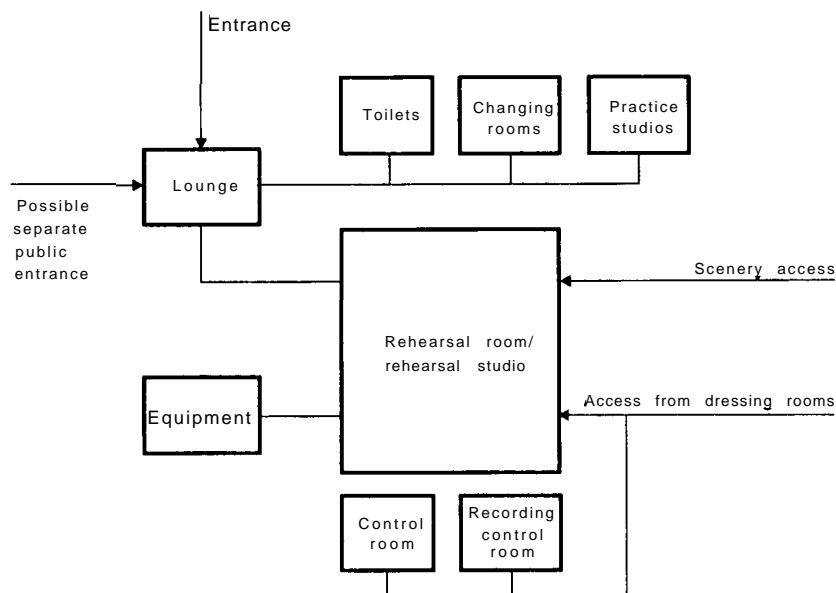 Entrance
Toilets
Changing
rooms
Practice
studios
Lounge
Possible
separate
public
entrance
Scenery access
Rehearsal room/
rehearsal studio
Access from dressing rooms
Equipment
Control
room
Recording
control
room